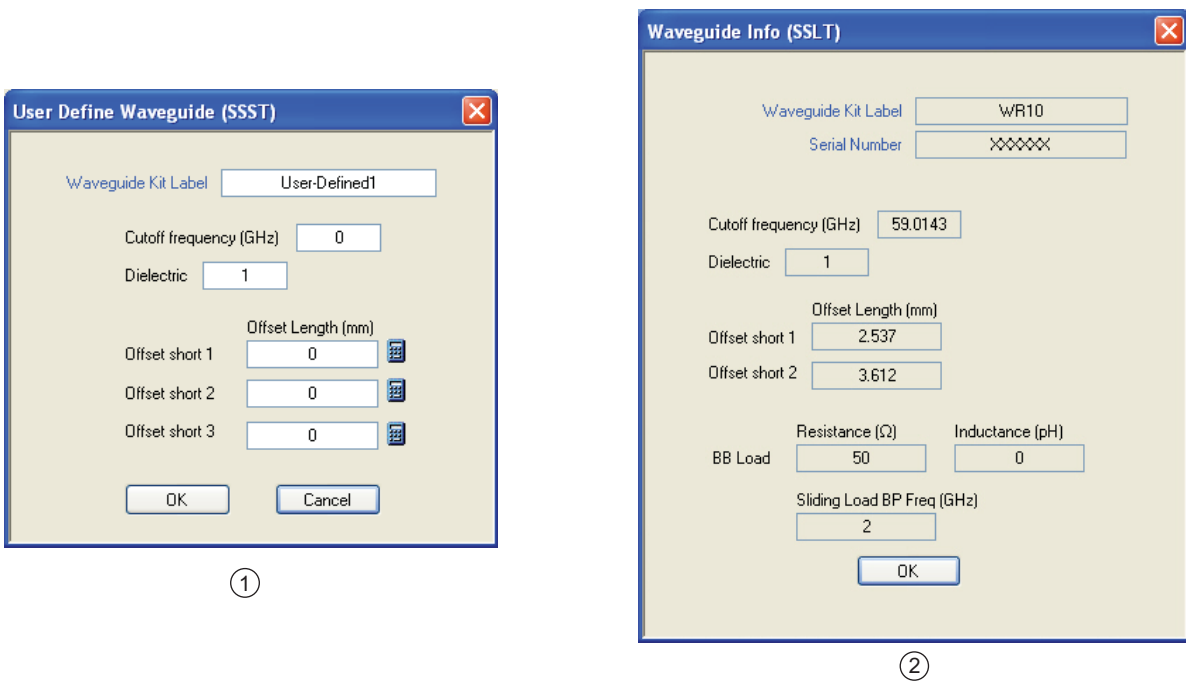 User Define Waveguide (SSST)
Waveguide Kit Label User-Defined1
Cutoff frequency (GHz) 0
Dielectric 1
Offset Length (mm)
Offset short 1 0
Offset short 2 0
Offset short 3 0
OK Cancel
1
Waveguide Info (SSLT)
Waveguide Kit Label WR10
Serial Number XXXXXX
Cutoff frequency (GHz) 59.0143
Dielectric 1
Offset Length (mm)
Offset short 1 2.537
Offset short 2 3.612
Resistance (Ω) Inductance (pH)
BB Load 50 0
Sliding Load BP Freq (GHz)
2
OK
2